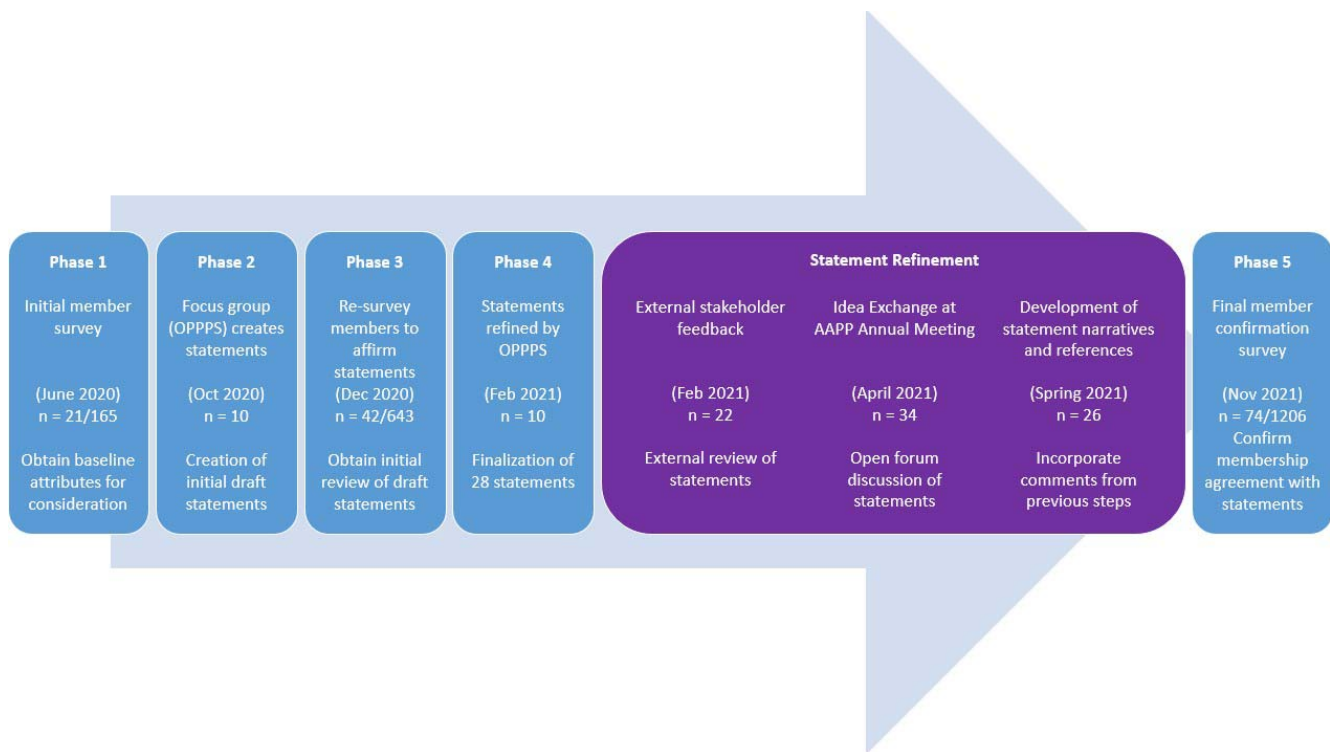 Phase 1
Initial member
survey
(June 2020)
n = 21/165
Obtain baseline
attributes for
consideration
Phase 2
Focus group
(OPPPS) creates
statements
(Oct 2020)
n = 10
Creation of
initial draft
statements
Phase 3
Re-survey
members to
affirm
statements
(Dec 2020)
n = 42/643
Obtain initial
review of draft
statements
Phase 4
Statements
refined by
OPPPS
(Feb 2021)
n = 10
Finalization of
28 statements
Statement Refinement
External stakeholder
feedback
(Feb 2021)
n = 22
External review of
statements
Idea Exchange at
AAPP Annual Meeting
(April 2021)
n = 34
Open forum
discussion of
statements
Development of
statement narratives
and references
(Spring 2021)
n = 26
Incorporate
comments from
previous steps
Phase 5
Final member
confirmation
survey
(Nov 2021)
n = 74/1206
Confirm
membership
agreement with
statements